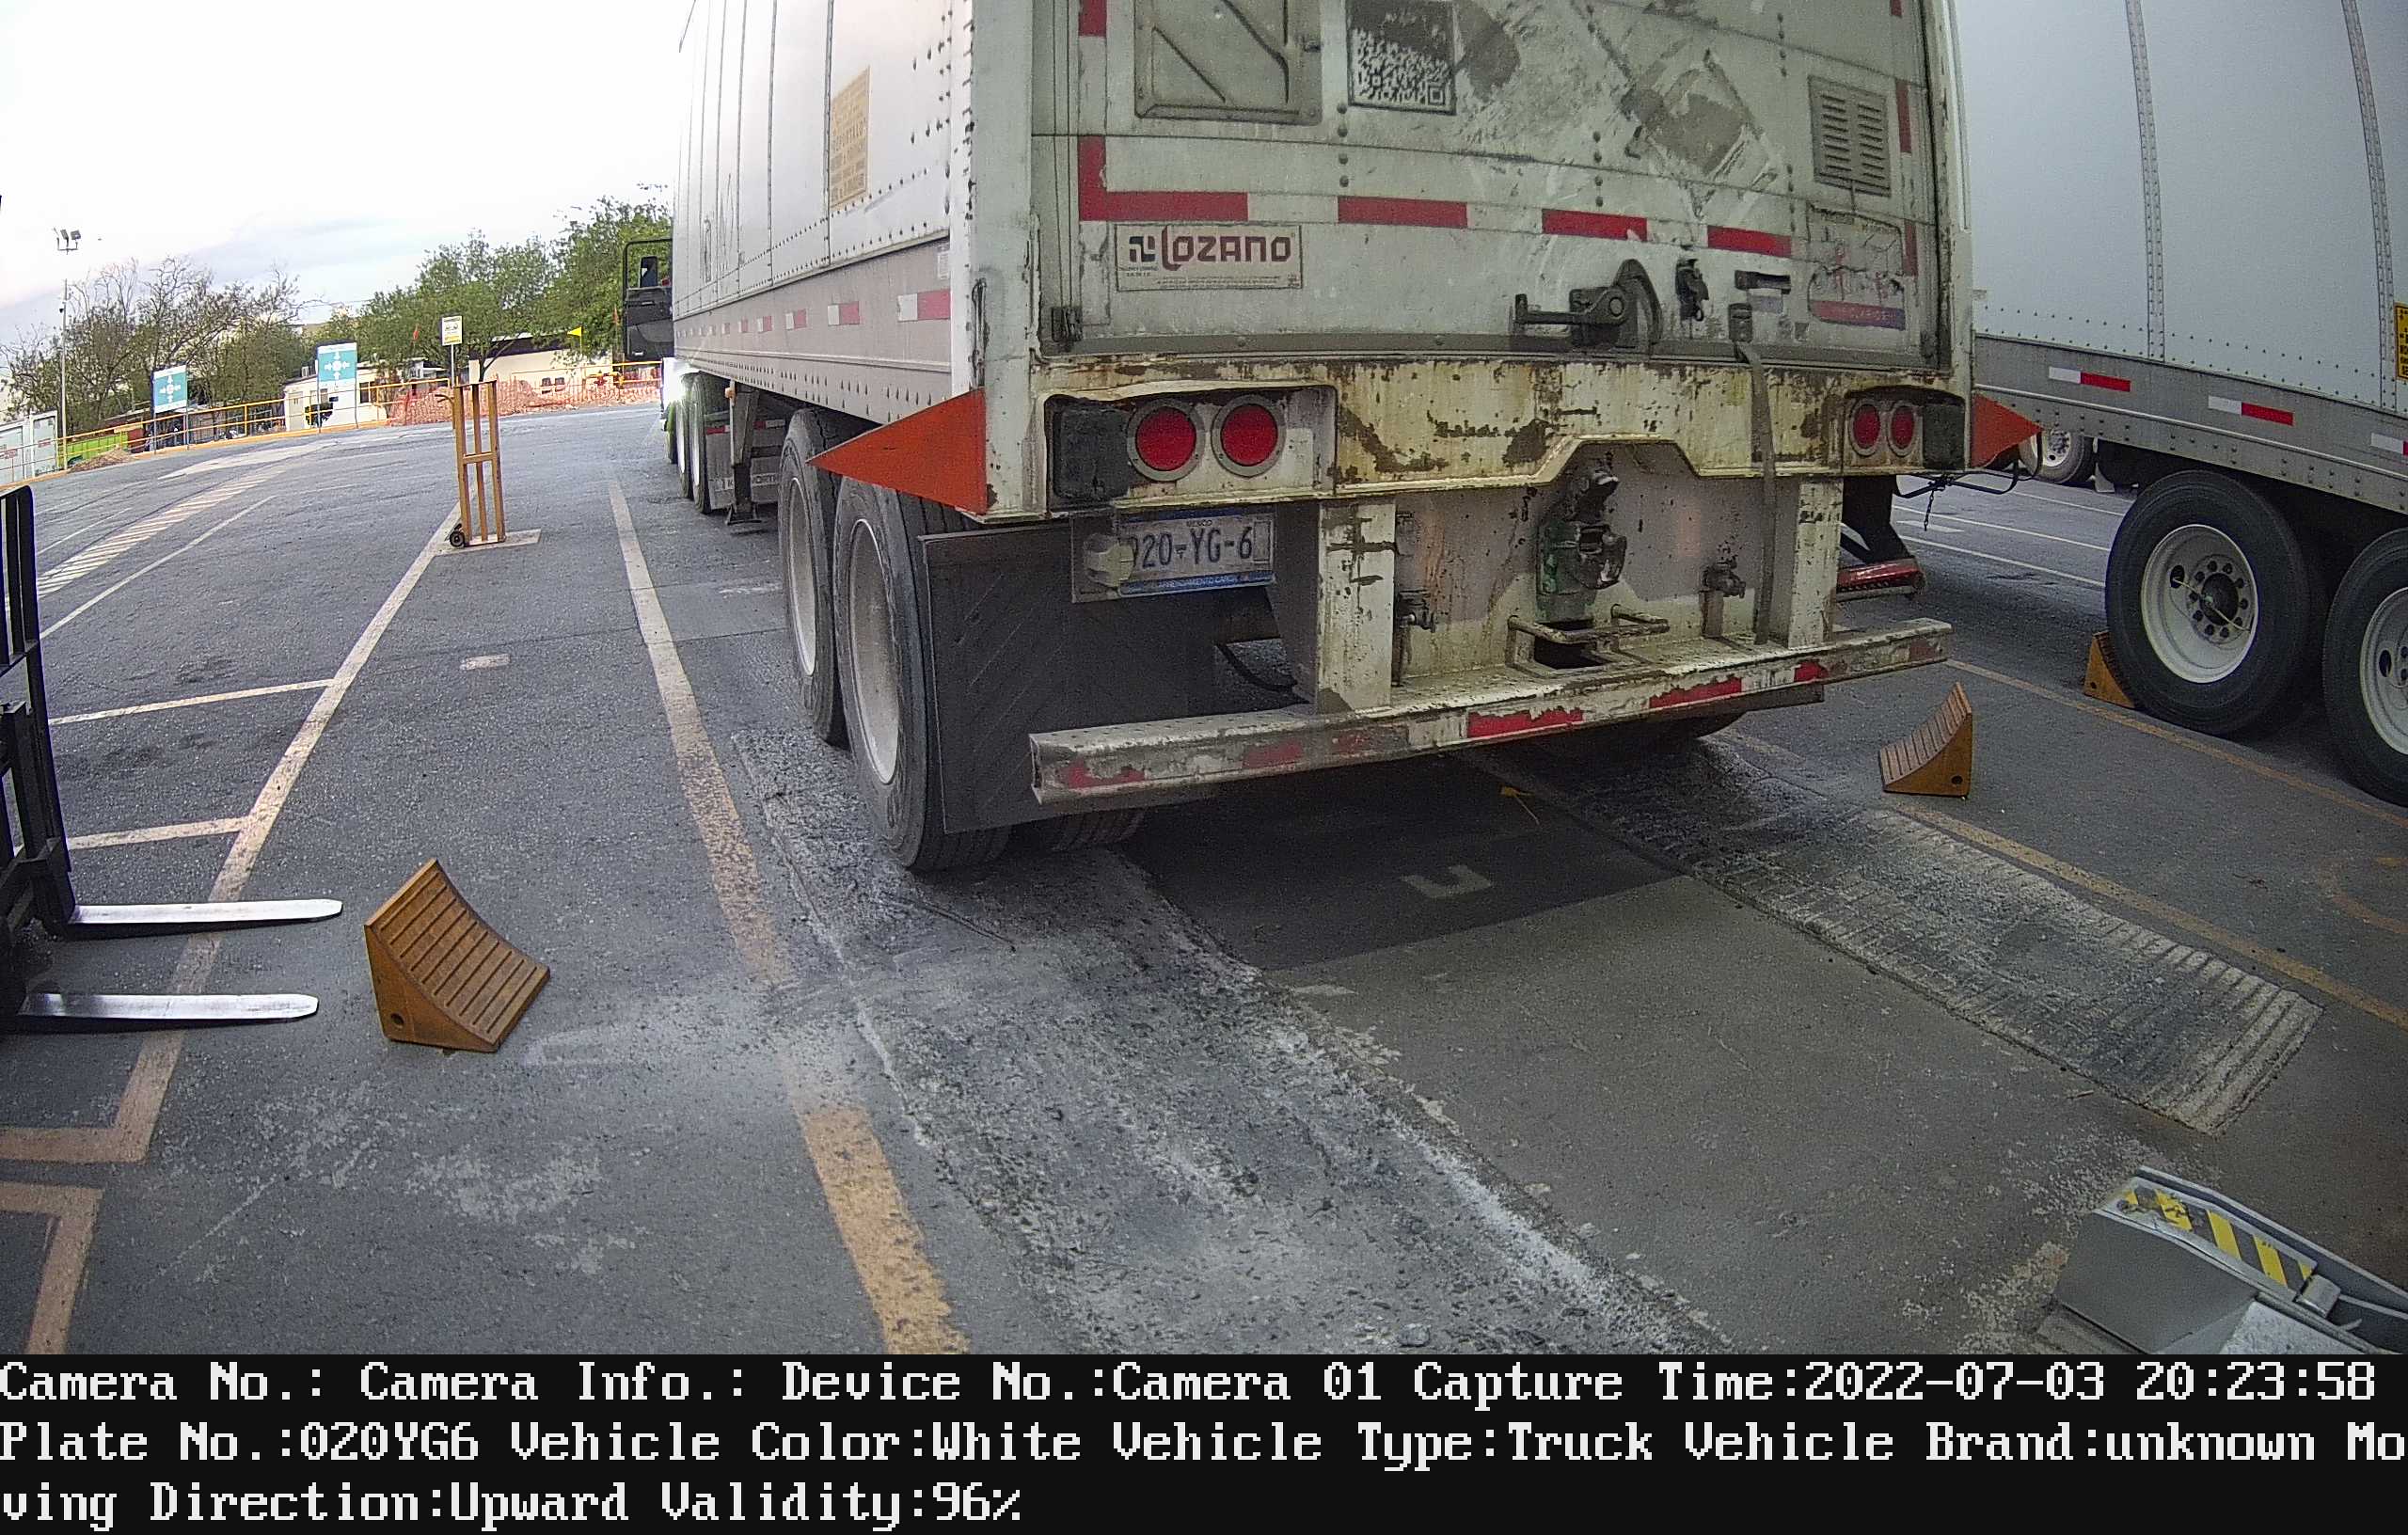 LOZANO
MEXICO
020-YG-6
Camera No.: Camera Info.: Device No.:Camera 01 Capture Time:2022-07-03 20:23:58
Plate No.:020YG6 Vehicle Color:White Vehicle Type:Truck Vehicle Brand:unknown Mo
ving Direction:Upward Validity:96%